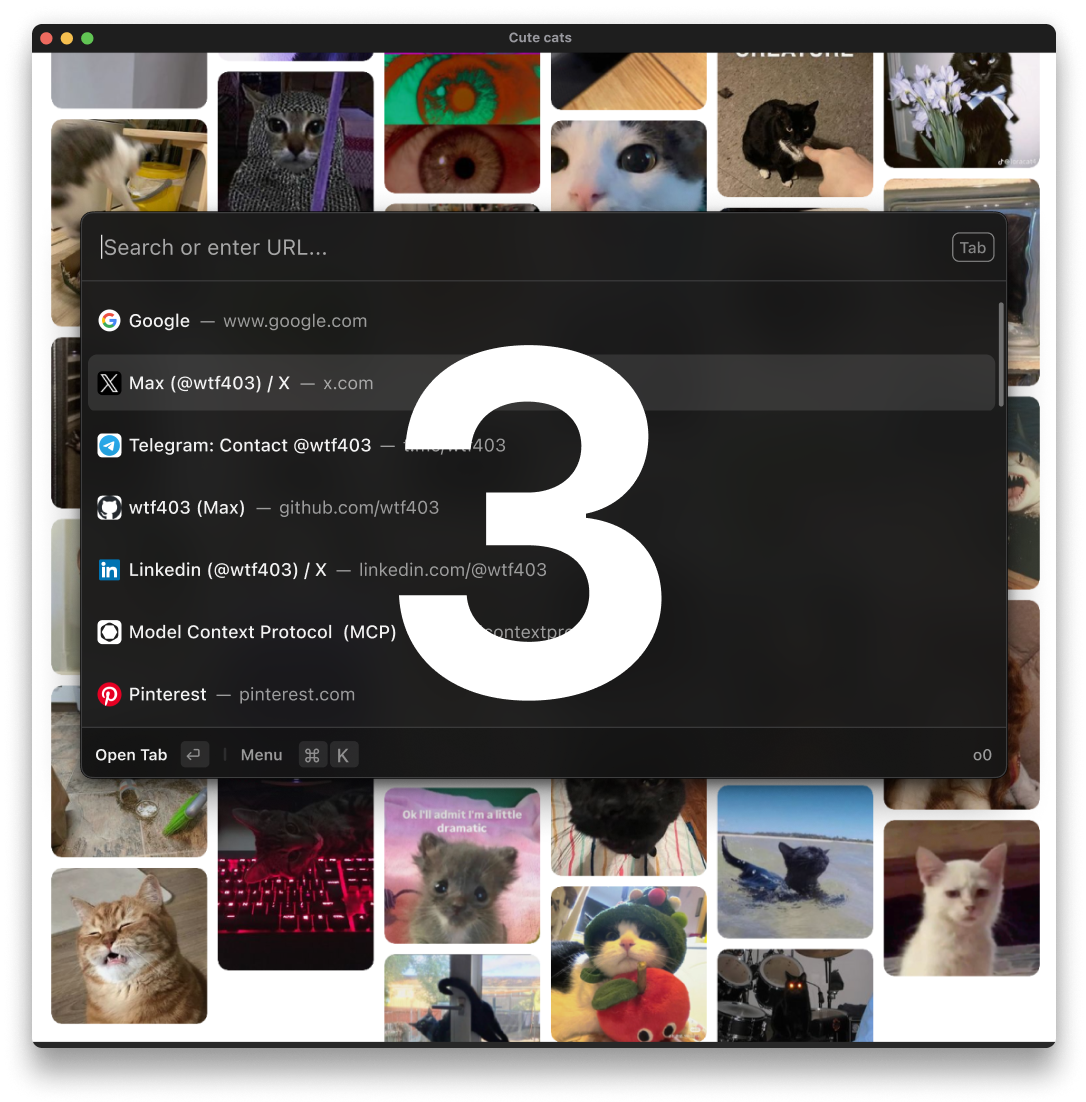 Cute cats
Search or enter URL...
Tab
Google — www.google.com
Max (@wtf403) / X — x.com
Telegram: Contact @wtf403 — 403
wtf403 (Max) — github.com/wtf403
Linkedin (@wtf403) / X — linkedin.com/@wtf403
Model Context Protocol (MCP)
Pinterest — pinterest.com
3
Open Tab
Menu ⌘ K
o0
Ok I'll admit I'm a little
dramatic